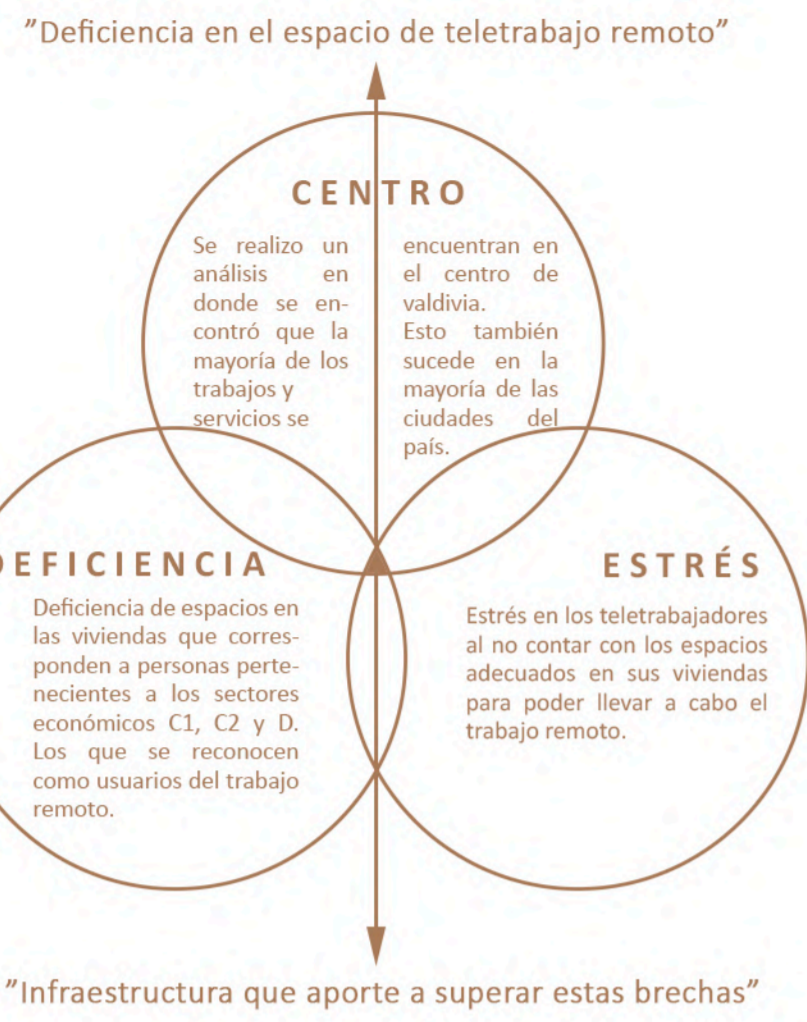 ”Deficiencia en el espacio de teletrabajo remoto”
CENTRO
Se realizo un
análisis en
donde se en-
contró que la
mayoría de los
trabajos y
servicios se
encuentran en
el centro de
valdivia.
Esto también
sucede en la
mayoría de las
ciudades del
país.
DEFICIENCIA
Deficiencia de espacios en
las viviendas que corres-
ponden a personas perte-
necientes a los sectores
económicos C1, C2 y D.
Los que se reconocen
como usuarios del trabajo
remoto.
ESTRÉS
Estrés en los teletrabajadores
al no contar con los espacios
adecuados en sus viviendas
para poder llevar a cabo el
trabajo remoto.
”Infraestructura que aporte a superar estas brechas”